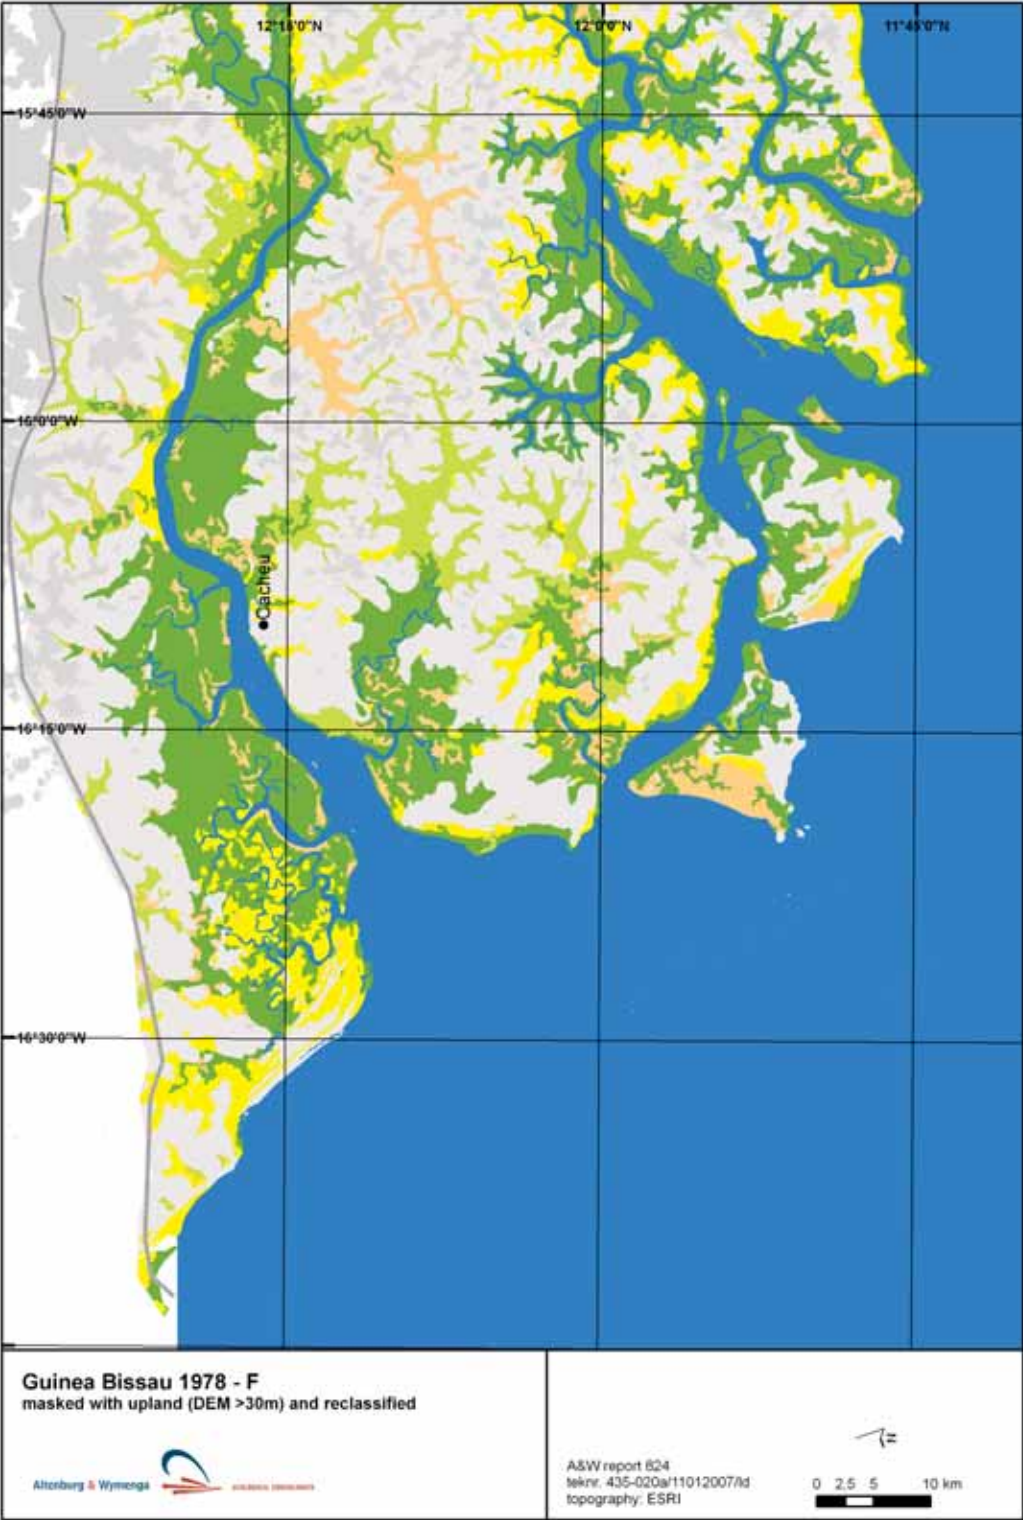 12°15'0"N
12°0'0"N
11°45'0"N
15°45'0"W
16°0'0"W
Cacheu
16°15'0"W
16°30'0"W
Guinea Bissau 1978 - F
masked with upland (DEM >30m) and reclassified
Altenburg & Wymenga
A&W report 824
teknr. 435-020a/11012007/ld
topography: ESRI
0 2,5 5 10 km